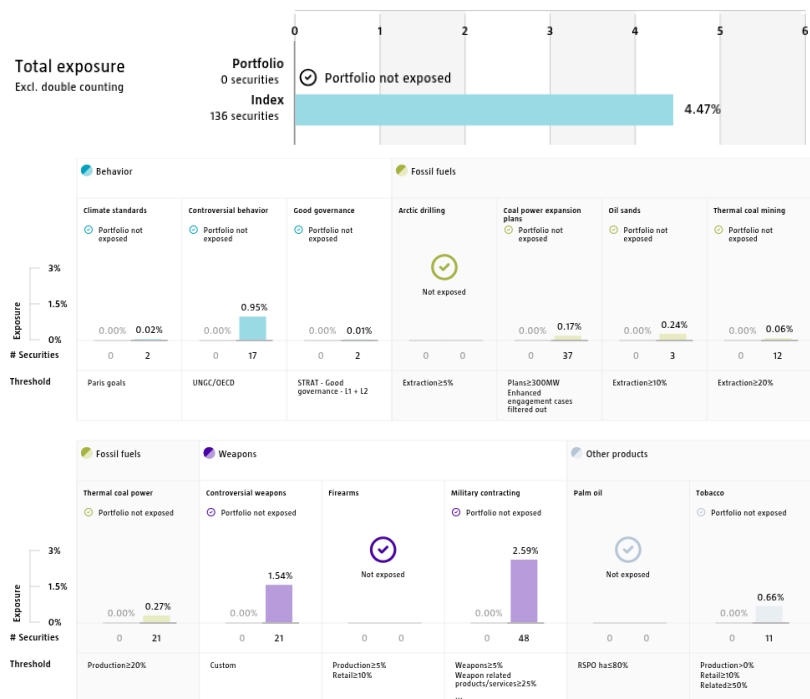 0 1 2 3 4 5 6
Total exposure
Excl. double counting
Portfolio
0 securities
Portfolio not exposed
Index
136 securities
4.47%
Behavior
Fossil fuels
Climate standards
Portfolio not
exposed
Controversial behavior
Portfolio not
exposed
Good governance
Portfolio not
exposed
Arctic drilling
Not exposed
Coal power expansion
plans
Portfolio not
exposed
Oil sands
Portfolio not
exposed
Thermal coal mining
Portfolio not
exposed
Exposure
3%
1.5%
0%
0.00% 0.02%
0.00% 0.95%
0.00% 0.01%
0.00% 0.17%
0.00% 0.24%
0.00% 0.06%
# Securities
0 2
0 17
0 2
0 0
0 37
0 3
0 12
Threshold
Paris goals
UNGC/OECD
STRAT - Good
governance - L1 + L2
Extraction≥5%
Plans≥300MW
Enhanced
engagement cases
filtered out
Extraction≥10%
Extraction≥20%
Fossil fuels
Weapons
Other products
Thermal coal power
Portfolio not exposed
Controversial weapons
Portfolio not exposed
Firearms
Not exposed
Military contracting
Portfolio not exposed
Palm oil
Not exposed
Tobacco
Portfolio not exposed
Exposure
3%
1.5%
0%
0.00% 0.27%
0.00% 1.54%
0.00% 2.59%
0.00% 0.66%
# Securities
0 21
0 21
0 0
0 48
0 0
0 11
Threshold
Production≥20%
Custom
Production≥5%
Retail≥10%
Weapons≥5%
Weapon related
products/services≥25%
RSPO ha≤80%
Production>0%
Retail≥10%
Related≥50%